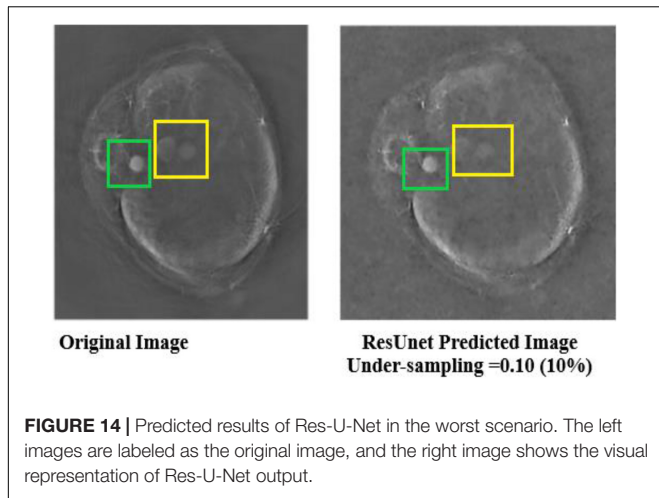 Original Image
ResUnet Predicted Image
Under-sampling =0.10 (10%)
FIGURE 14 | Predicted results of Res-U-Net in the worst scenario. The left
images are labeled as the original image, and the right image shows the visual
representation of Res-U-Net output.